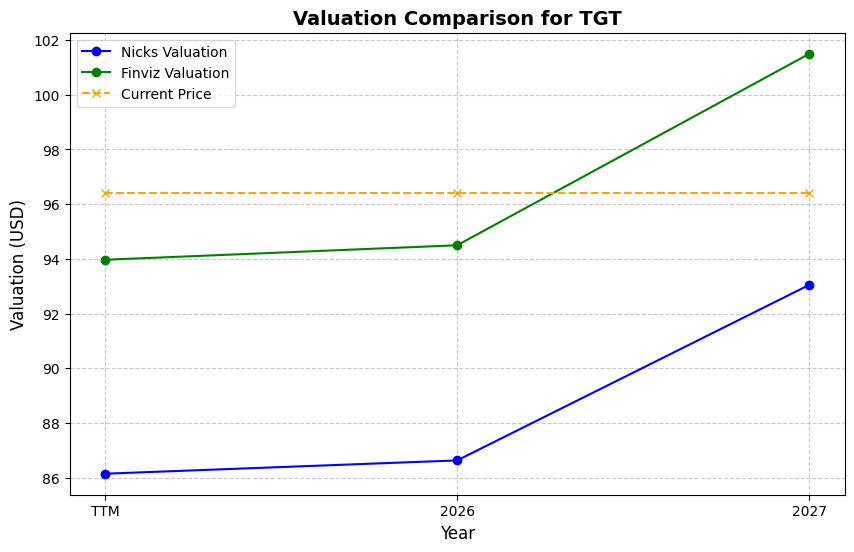 Valuation Comparison for TGT
Nicks Valuation
Finviz Valuation
Current Price
Valuation (USD)
102
100
98
96
94
92
90
88
86
TTM
2026
2027
Year